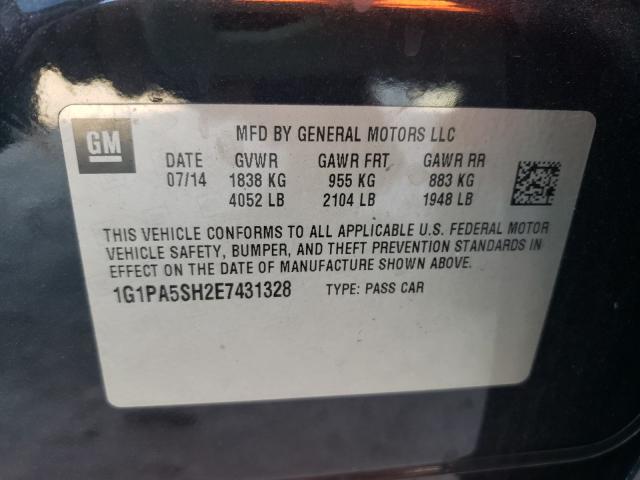 GM
MFD BY GENERAL MOTORS LLC
DATE GVWR GAWR FRT GAWR RR
07/14 1838 KG 955 KG 883 KG
4052 LB 2104 LB 1948 LB
THIS VEHICLE CONFORMS TO ALL APPLICABLE U.S. FEDERAL MOTOR
VEHICLE SAFETY, BUMPER, AND THEFT PREVENTION STANDARDS IN
EFFECT ON THE DATE OF MANUFACTURE SHOWN ABOVE.
1G1PA5SH2E7431328 TYPE: PASS CAR